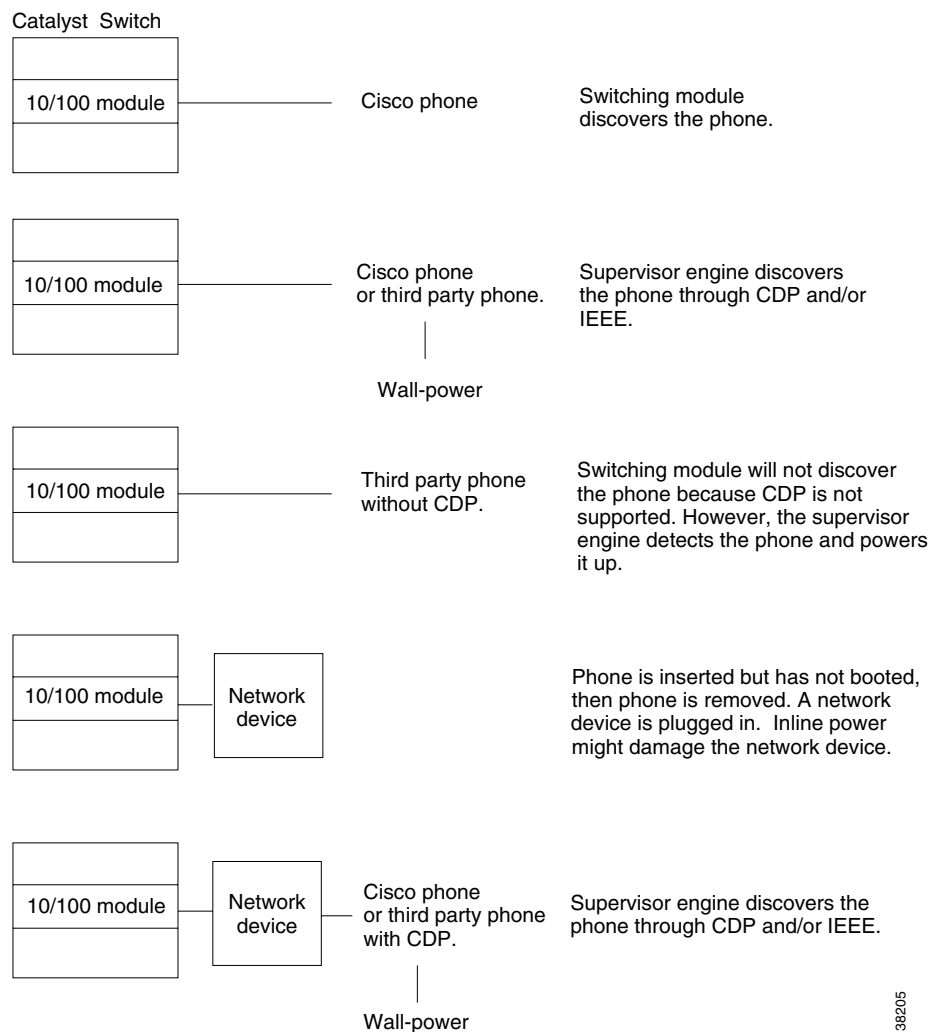 Catalyst Switch
10/100 module
Cisco phone
Switching module
discovers the phone.
10/100 module
Cisco phone
or third party phone.
Wall-power
Supervisor engine discovers
the phone through CDP and/or
IEEE.
10/100 module
Third party phone
without CDP.
Switching module will not discover
the phone because CDP is not
supported. However, the supervisor
engine detects the phone and powers
it up.
10/100 module
Network
device
Phone is inserted but has not booted,
then phone is removed. A network
device is plugged in. Inline power
might damage the network device.
10/100 module
Network
device
Cisco phone
or third party phone
with CDP.
Wall-power
Supervisor engine discovers the
phone through CDP and/or IEEE.
38205